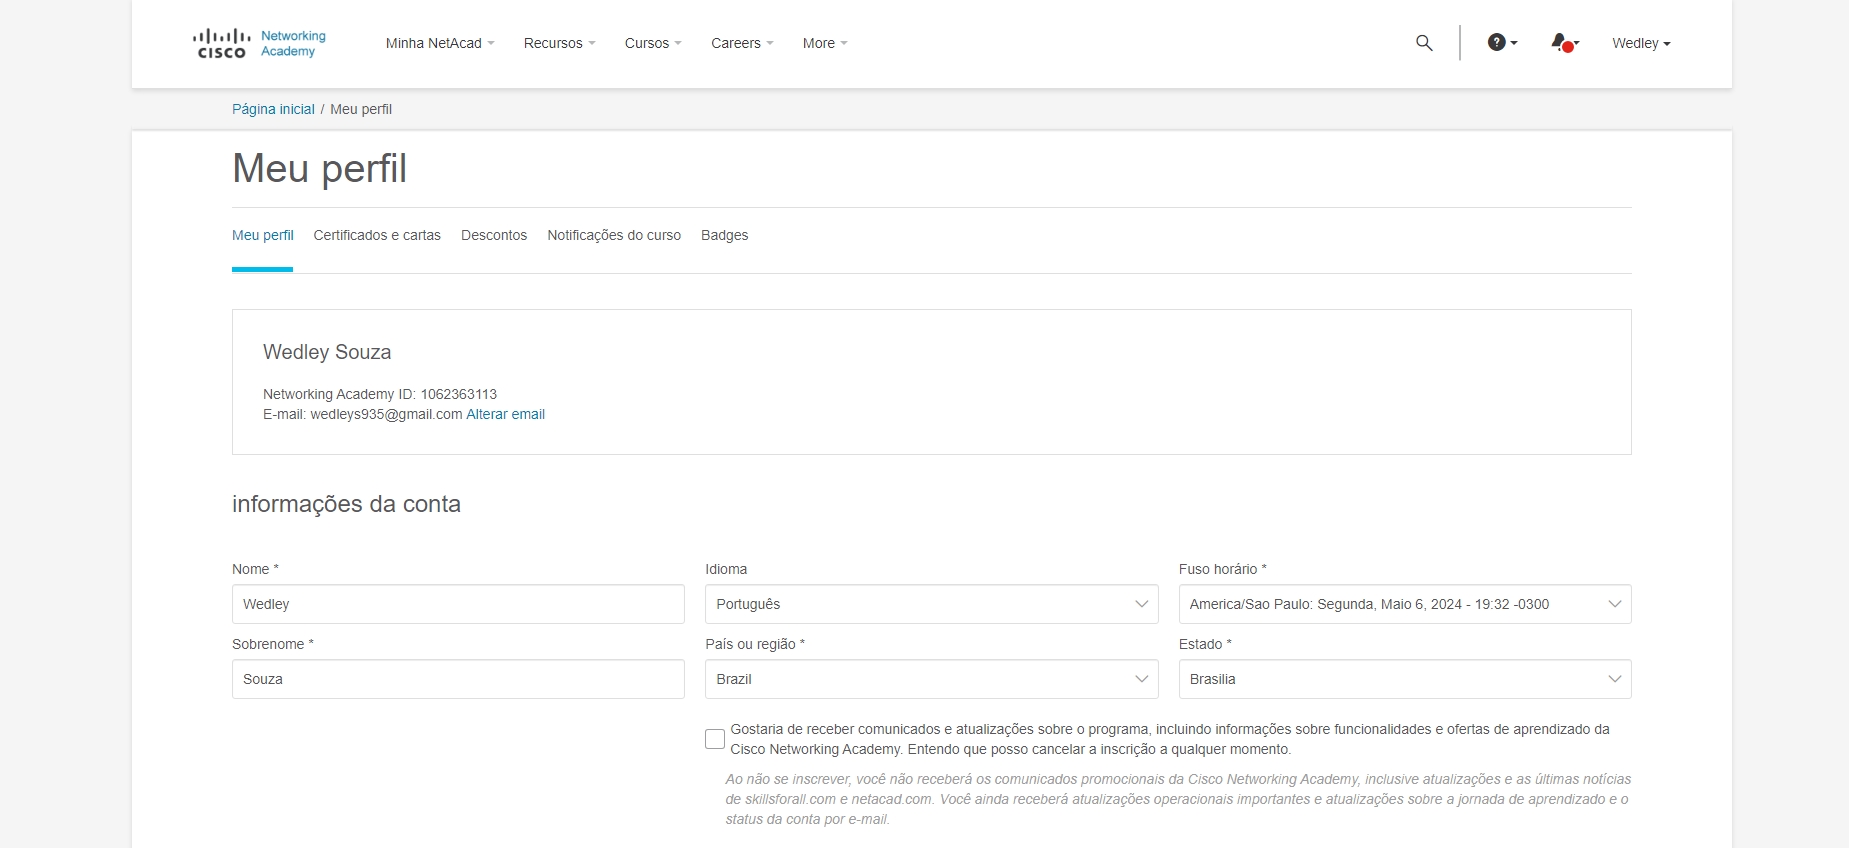 cisco Networking Academy
Minha NetAcad
Recursos
Cursos
Careers
More
?
Wedley
Página inicial / Meu perfil
Meu perfil
Meu perfil
Certificados e cartas
Descontos
Notificações do curso
Badges
Wedley Souza
Networking Academy ID: 1062363113
E-mail: wedleys935@gmail.com Alterar email
informações da conta
Nome *
Idioma
Fuso horário *
Wedley
Português
America/Sao Paulo: Segunda, Maio 6, 2024 - 19:32 -0300
Sobrenome *
País ou região *
Estado *
Souza
Brazil
Brasilia
Gostaria de receber comunicados e atualizações sobre o programa, incluindo informações sobre funcionalidades e ofertas de aprendizado da
Cisco Networking Academy. Entendo que posso cancelar a inscrição a qualquer momento.
Ao não se inscrever, você não receberá os comunicados promocionais da Cisco Networking Academy, inclusive atualizações e as últimas notícias
de skillsforall.com e netacad.com. Você ainda receberá atualizações operacionais importantes e atualizações sobre a jornada de aprendizado e o
status da conta por e-mail.